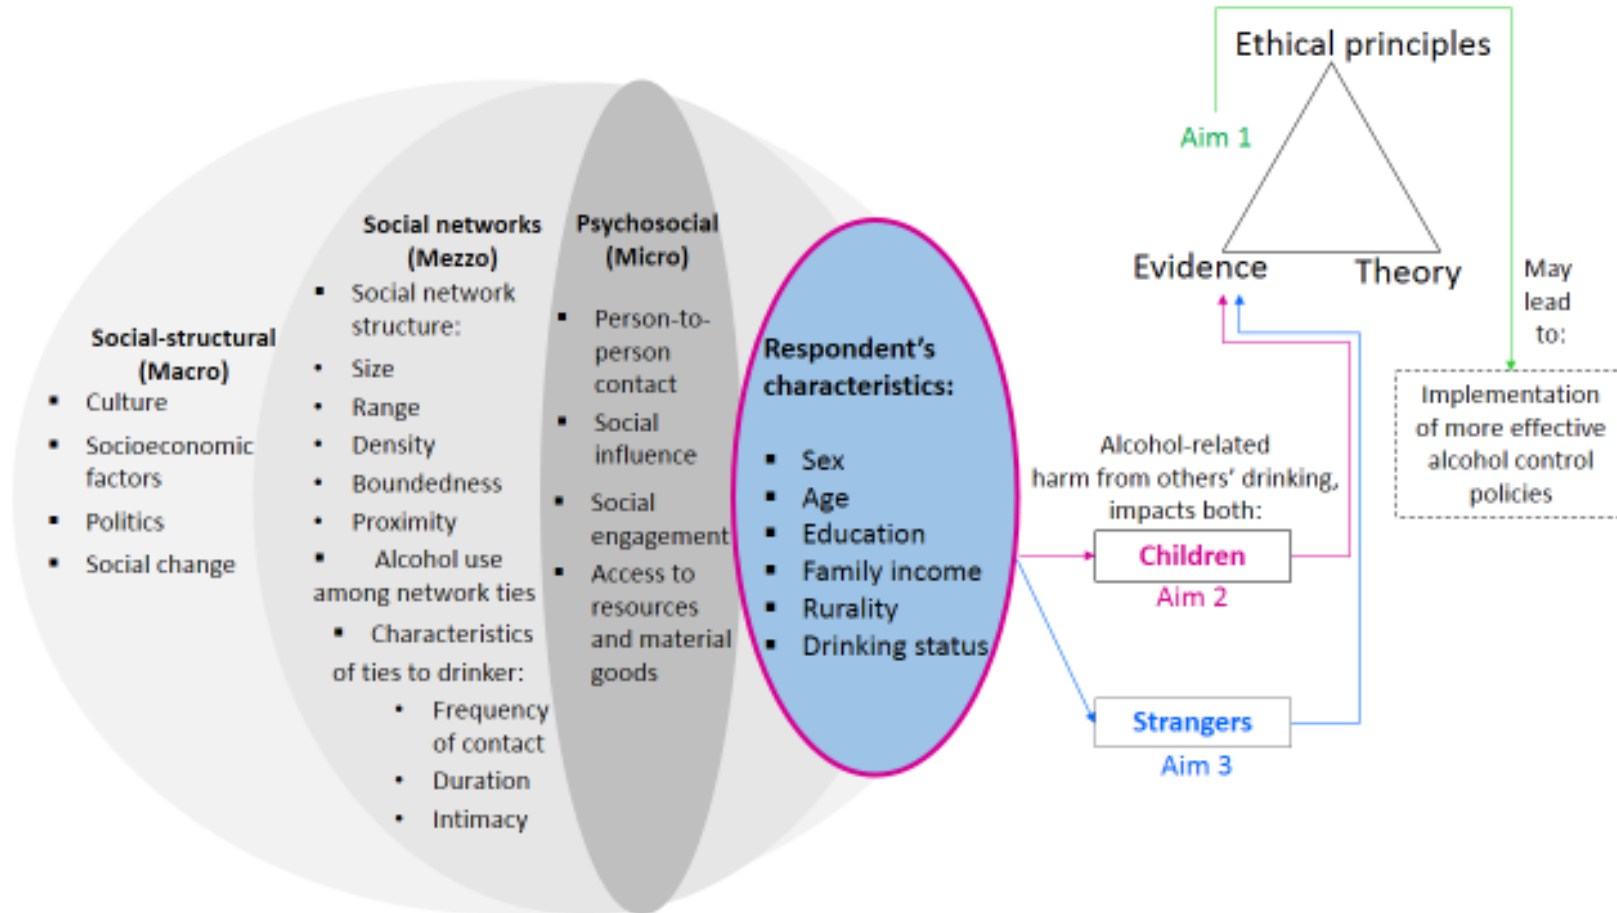 Social-structural
(Macro)
▪ Culture
▪ Socioeconomic
factors
▪ Politics
▪ Social change
Social networks
(Mezzo)
▪ Social network
structure:
• Size
• Range
• Density
• Boundedness
• Proximity
▪ Alcohol use
among network ties
▪ Characteristics
of ties to drinker:
• Frequency
of contact
• Duration
• Intimacy
Psychosocial
(Micro)
▪ Person-to-
person
contact
▪ Social
influence
▪ Social
engagement
▪ Access to
resources
and material
goods
Respondent's
characteristics:
▪ Sex
▪ Age
▪ Education
▪ Family income
▪ Rurality
▪ Drinking status
Alcohol-related
harm from others' drinking,
impacts both:
Children
Aim 2
Strangers
Aim 3
Ethical principles
Aim 1
Evidence
Theory
May
lead
to:
Implementation
of more effective
alcohol control
policies